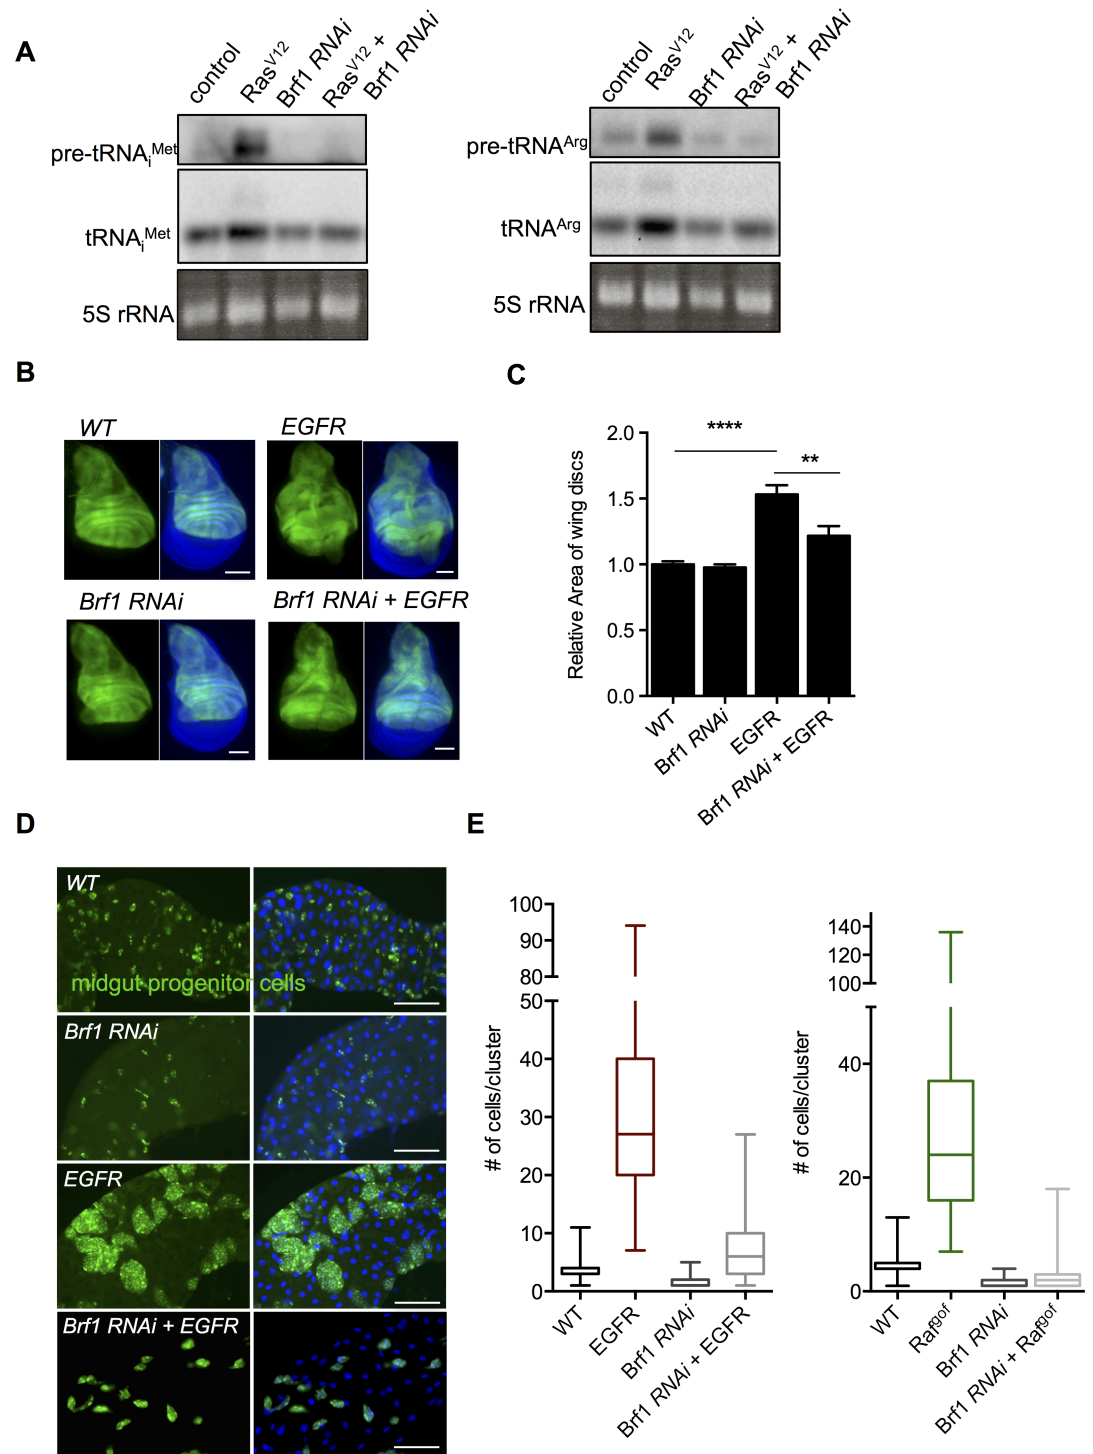 A
control
Ras^V12
Brf1 RNAi
Ras^V12 +
Brf1 RNAi
pre-tRNA_i^Met
tRNA_i^Met
5S rRNA
control
Ras^V12
Brf1 RNAi
Ras^V12 +
Brf1 RNAi
pre-tRNA^Arg
tRNA^Arg
5S rRNA
B
WT
EGFR
Brf1 RNAi
Brf1 RNAi + EGFR
C
Relative Area of wing discs
2.0
1.5
1.0
0.5
0.0
****
**
WT
Brf1 RNAi
EGFR
Brf1 RNAi + EGFR
D
WT
midgut progenitor cells
Brf1 RNAi
EGFR
Brf1 RNAi + EGFR
E
# of cells/cluster
100
90
80
50
40
30
20
10
0
WT
EGFR
Brf1 RNAi
Brf1 RNAi + EGFR
# of cells/cluster
140
120
100
40
20
0
WT
Raf^gof
Brf1 RNAi
Brf1 RNAi + Raf^gof